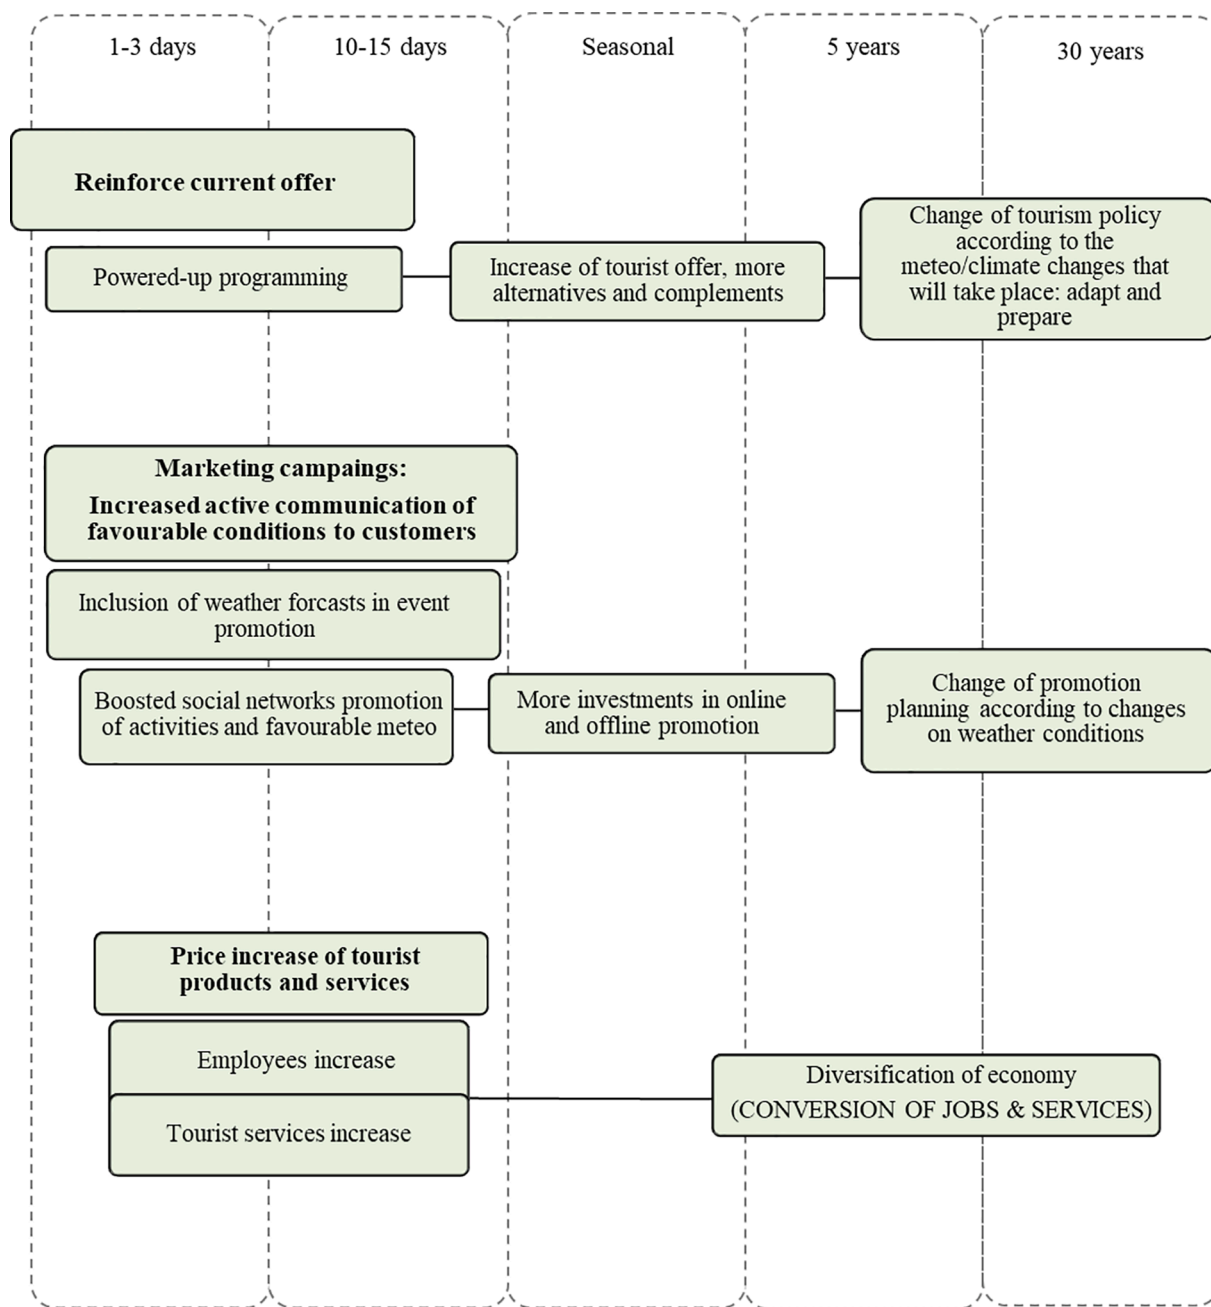 1-3 days
10-15 days
Seasonal
5 years
30 years
Reinforce current offer
Powered-up programming
Increase of tourist offer, more
alternatives and complements
Change of tourism policy
according to the
meteo/climate changes that
will take place: adapt and
prepare
Marketing campaings:
Increased active communication of
favourable conditions to customers
Inclusion of weather forcasts in event
promotion
Boosted social networks promotion
of activities and favourable meteo
More investments in online
and offline promotion
Change of promotion
planning according to changes
on weather conditions
Price increase of tourist
products and services
Employees increase
Tourist services increase
Diversification of economy
(CONVERSION OF JOBS & SERVICES)